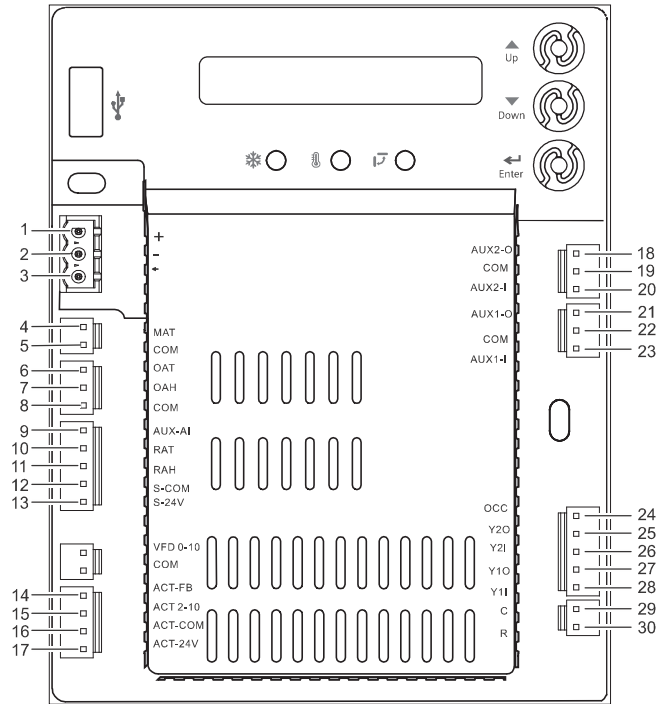 Up
Down
Enter
1
2
3
+
-
4
5
MAT
COM
6
7
8
OAT
OAH
COM
9
10
11
12
13
AUX-AI
RAT
RAH
S-COM
S-24V
VFD 0-10
COM
14
15
16
17
ACT-FB
ACT 2-10
ACT-COM
ACT-24V
AUX2-O
COM
AUX2-I
18
19
20
AUX1-O
COM
AUX1-I
21
22
23
OCC
Y2O
Y2I
Y1O
Y1I
24
25
26
27
28
C
R
29
30